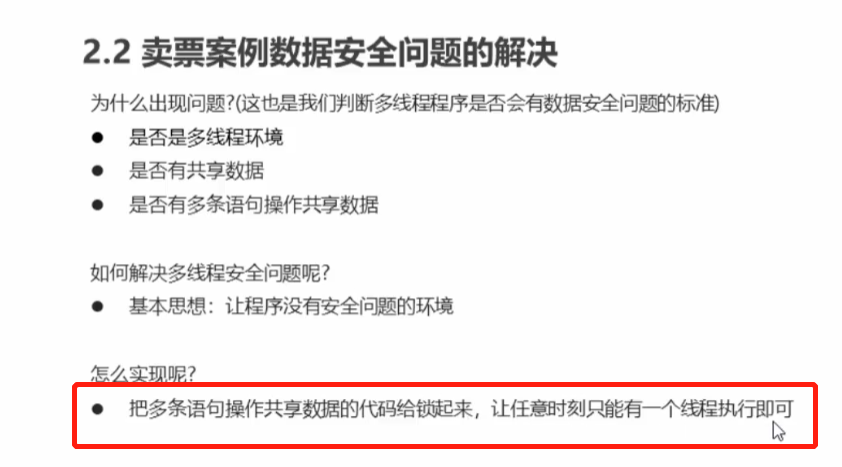 2.2 卖票案例数据安全问题的解决
为什么出现问题?(这也是我们判断多线程程序是否会有数据安全问题的标准)
● 是否是多线程环境
● 是否有共享数据
● 是否有多条语句操作共享数据
如何解决多线程安全问题呢?
● 基本思想：让程序没有安全问题的环境
怎么实现呢?
● 把多条语句操作共享数据的代码给锁起来，让任意时刻只能有一个线程执行即可